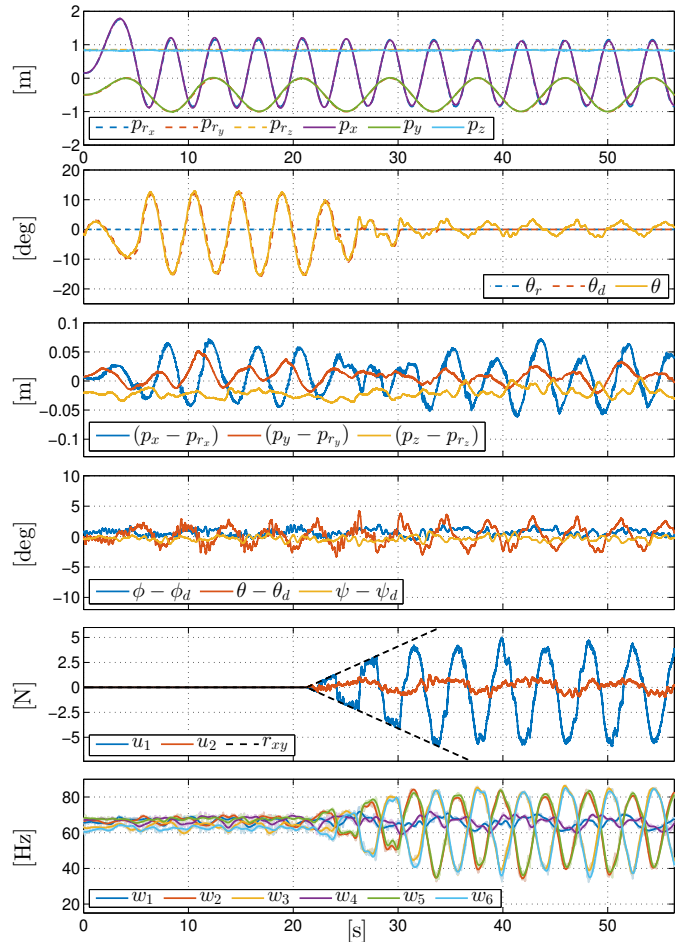 2
1
0
−1
−2
[m]
0 10 20 30 40 50
p_{r_x} p_{r_y} p_{r_z} p_x p_y p_z
20
10
0
−10
−20
[deg]
0 10 20 30 40 50
θ_r θ_d θ
0.1
0.05
0
−0.05
−0.1
[m]
0 10 20 30 40 50
(p_x − p_{r_x}) (p_y − p_{r_y}) (p_z − p_{r_z})
10
5
0
−5
−10
[deg]
0 10 20 30 40 50
ϕ − ϕ_d θ − θ_d ψ − ψ_d
5
2.5
0
−2.5
−5
[N]
0 10 20 30 40 50
u_1 u_2 r_{xy}
80
60
40
20
[Hz]
0 10 20 30 40 50
w_1 w_2 w_3 w_4 w_5 w_6
[s]